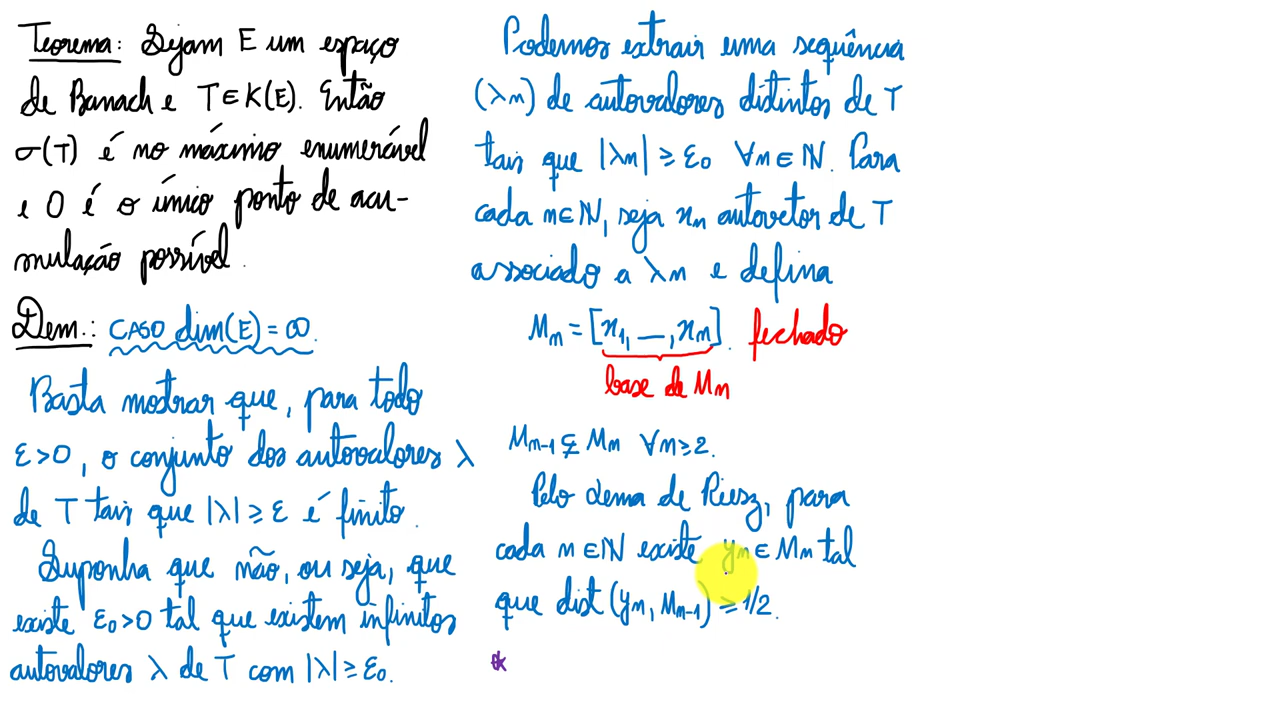 Teorema: Sejam E um espaço
de Banach e T ∈ K(E). Então
σ(T) é no máximo enumerável
e 0 é o único ponto de acu-
mulação possível.
Dem.: CASO dim(E) = ∞.
Basta mostrar que, para todo
ε > 0, o conjunto dos autovalores λ
de T tais que |λ| ≥ ε é finito.
Suponha que não, ou seja, que
existe ε₀ > 0 tal que existem infinitos
autovalores λ de T com |λ| ≥ ε₀.
Podemos extrair uma sequência
(λn) de autovalores distintos de T
tais que |λn| ≥ ε₀ ∀n ∈ ℕ. Para
cada n ∈ ℕ, seja xn autovetor de T
associado a λn e defina
Mn = [x1, —, xn]. fechado
base de Mn
Mn-1 ⊊ Mn ∀n ≥ 2.
Pelo Lema de Riesz, para
cada n ∈ ℕ existe yn ∈ Mn tal
que dist(yn, Mn-1) ≥ 1/2.